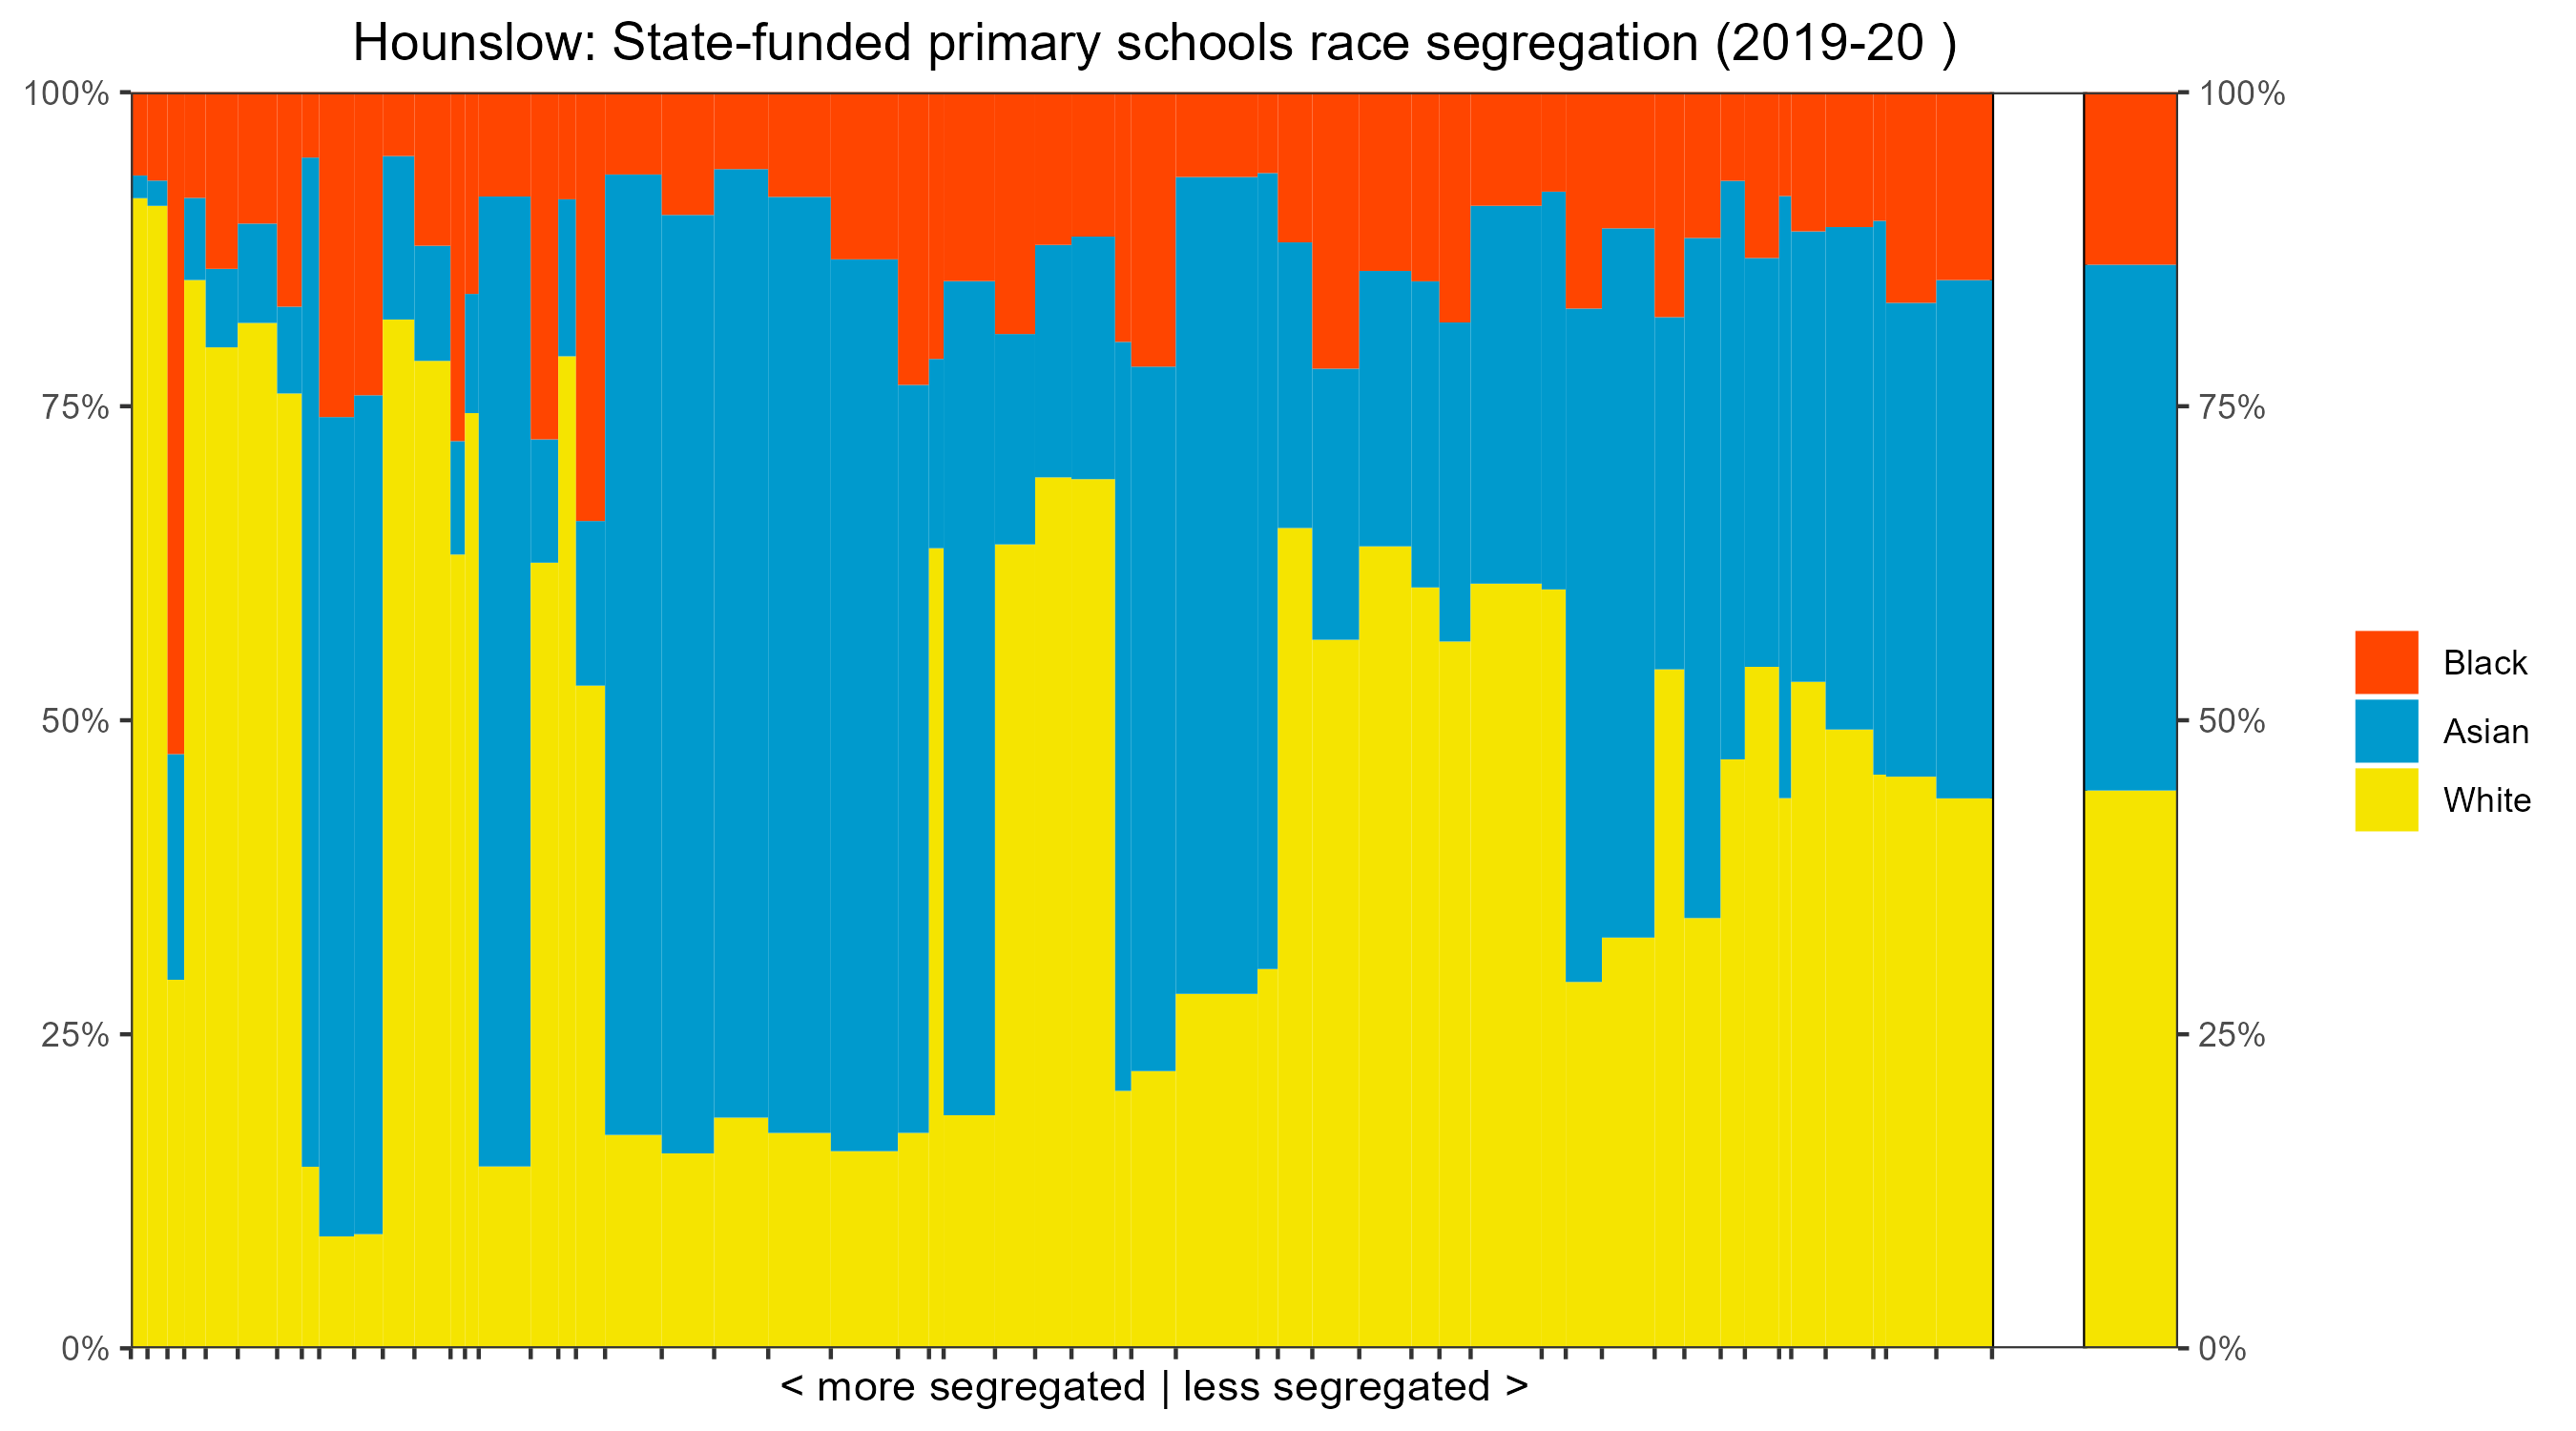 Hounslow: State-funded primary schools race segregation (2019-20 )
100%
75%
50%
25%
0%
100%
75%
50%
25%
0%
Black
Asian
White
< more segregated | less segregated >